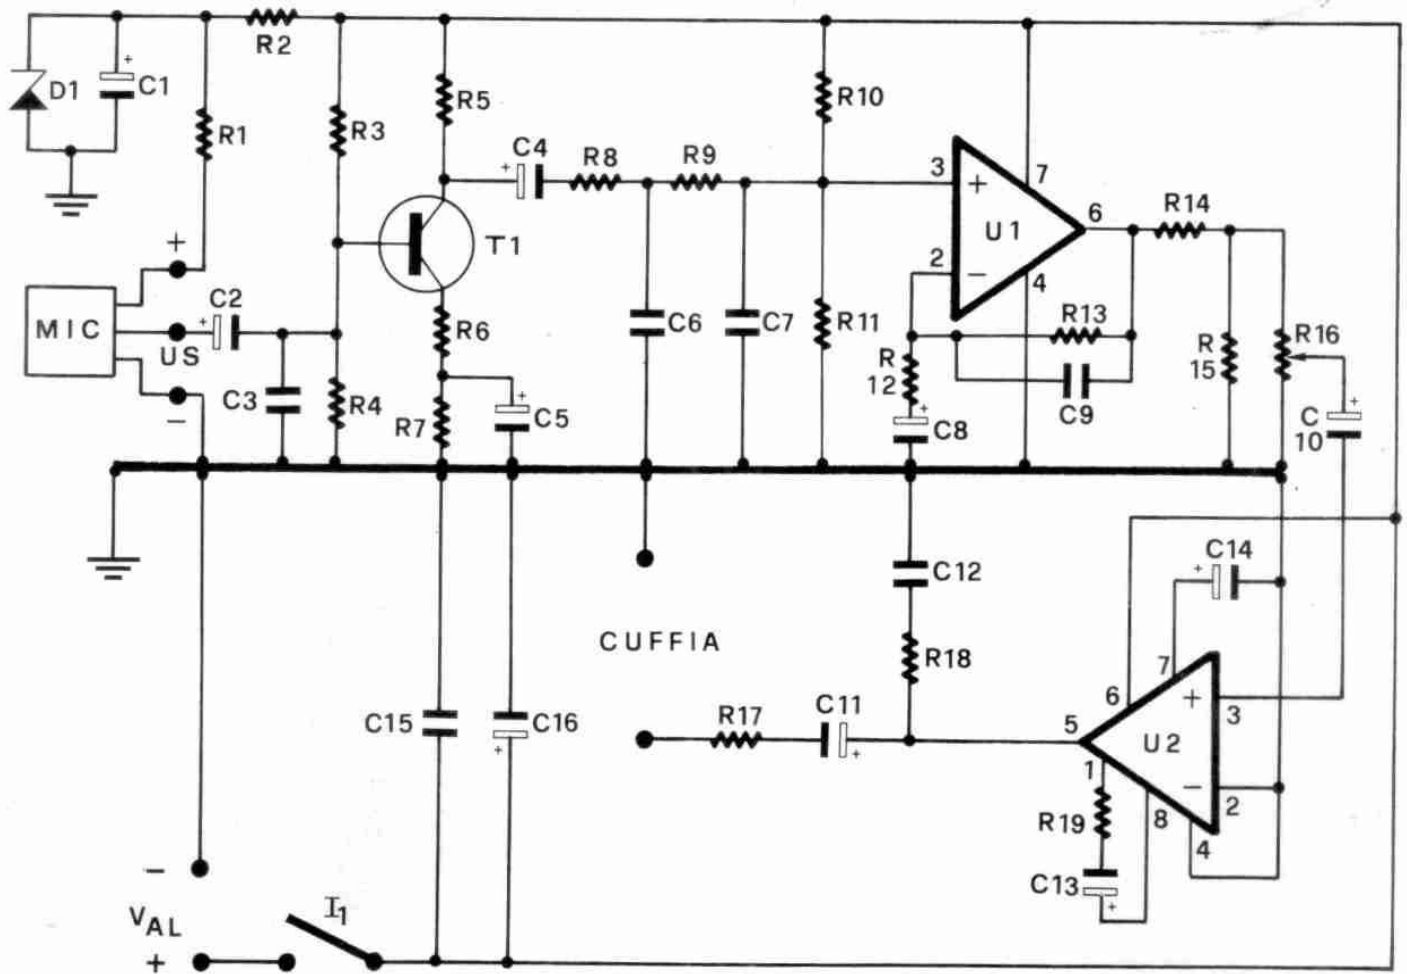 R2
D1
+
C1
R1
R3
R5
R10
C4
+
R8
R9
3
+
7
U1
6
R14
2
−
4
T1
+
C2
+
MIC
US
−
C3
R4
R6
R7
+
C5
C6
C7
R11
R13
R
12
C9
+
C8
R
15
R16
+
C
10
C12
C14
+
CUFFIA
R18
7
6
+
3
C11
R17
+
5
U2
C15
C16
+
1
−
2
R19
8
4
C13
+
−
VAL
I1
+